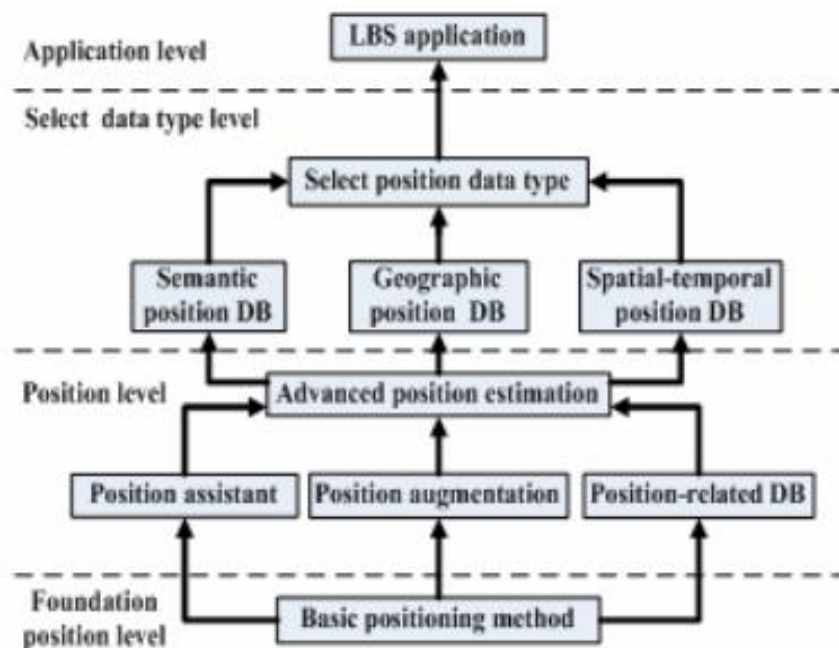 LBS application
Application level
Select data type level
Select position data type
Semantic
position DB
Geographic
position DB
Spatial-temporal
position DB
Position level
Advanced position estimation
Position assistant
Position augmentation
Position-related DB
Foundation
position level
Basic positioning method